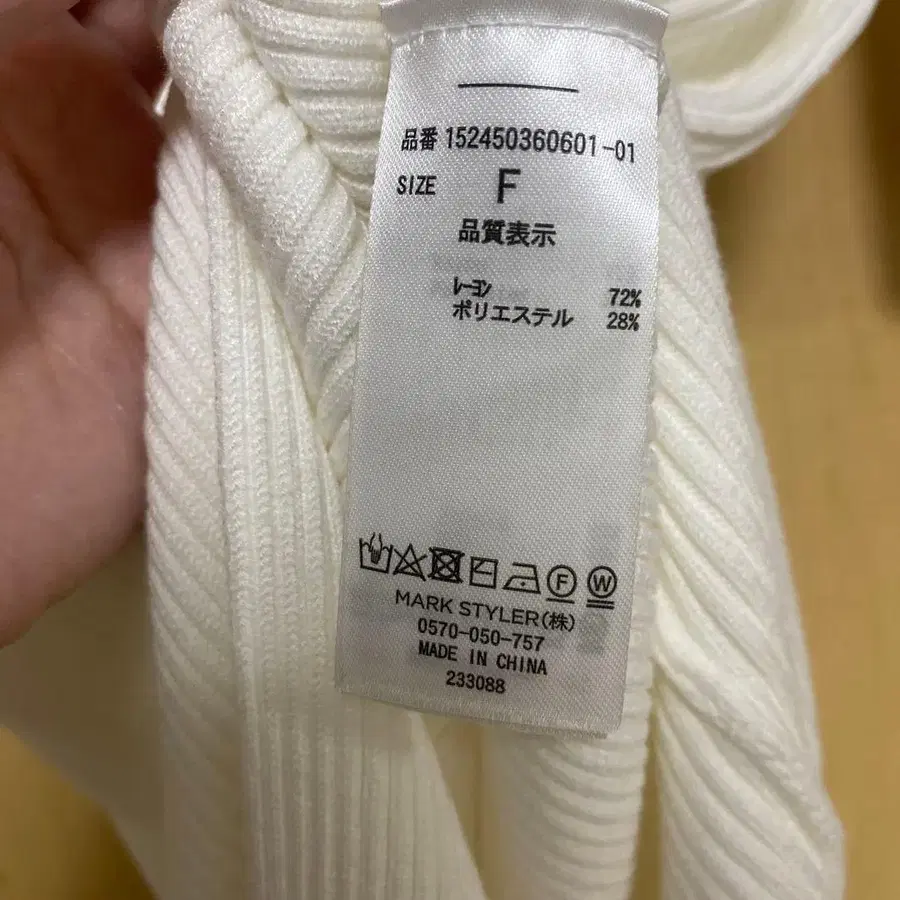 品番 152450360601-01
SIZE F
品質表示
ﾚｰﾖﾝ 72%
ポリエステル 28%
F W
MARK STYLER(株)
0570-050-757
MADE IN CHINA
233088